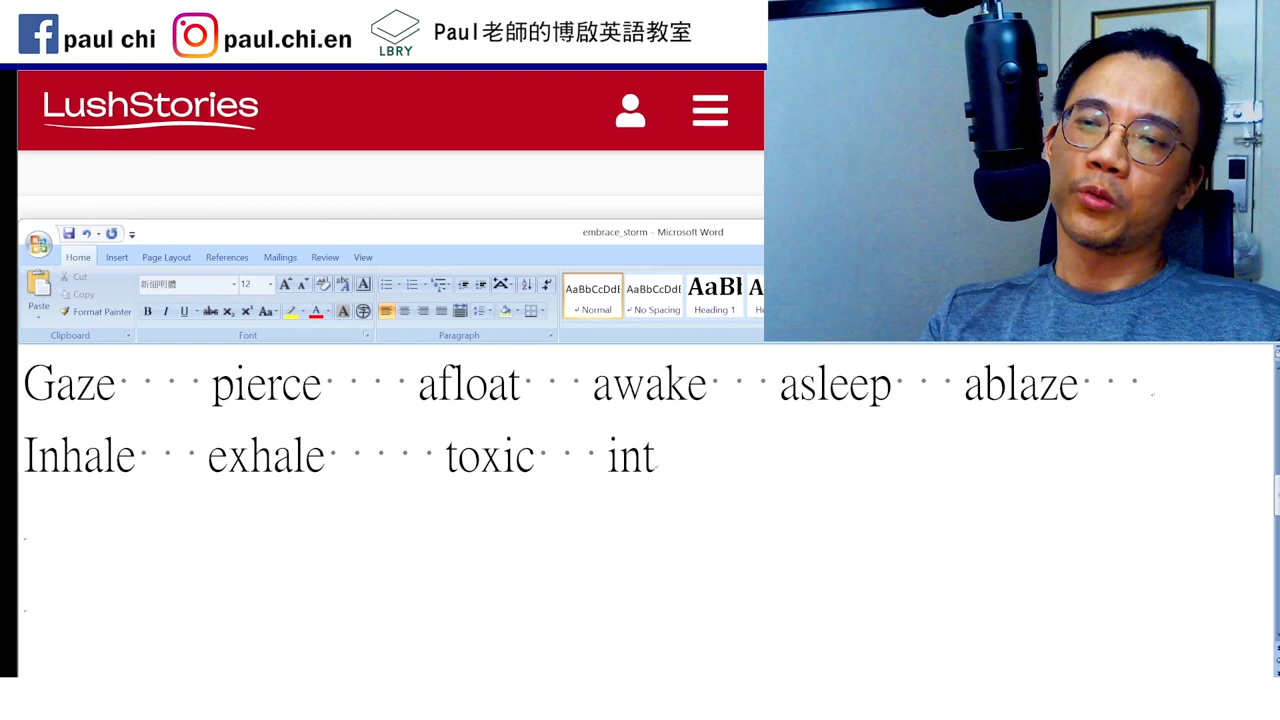 paul chi paul.chi.en LBRY Paul老師的博啟英語教室
LushStories
embrace_storm - Microsoft Word
Home Insert Page Layout References Mailings Review View
Paste Cut Copy Format Painter
新細明體 12
AaBbCcDdE AaBbCcDdE AaBb A
Normal No Spacing Heading 1
Clipboard Font Paragraph
Gaze pierce afloat awake asleep ablaze
Inhale exhale toxic int